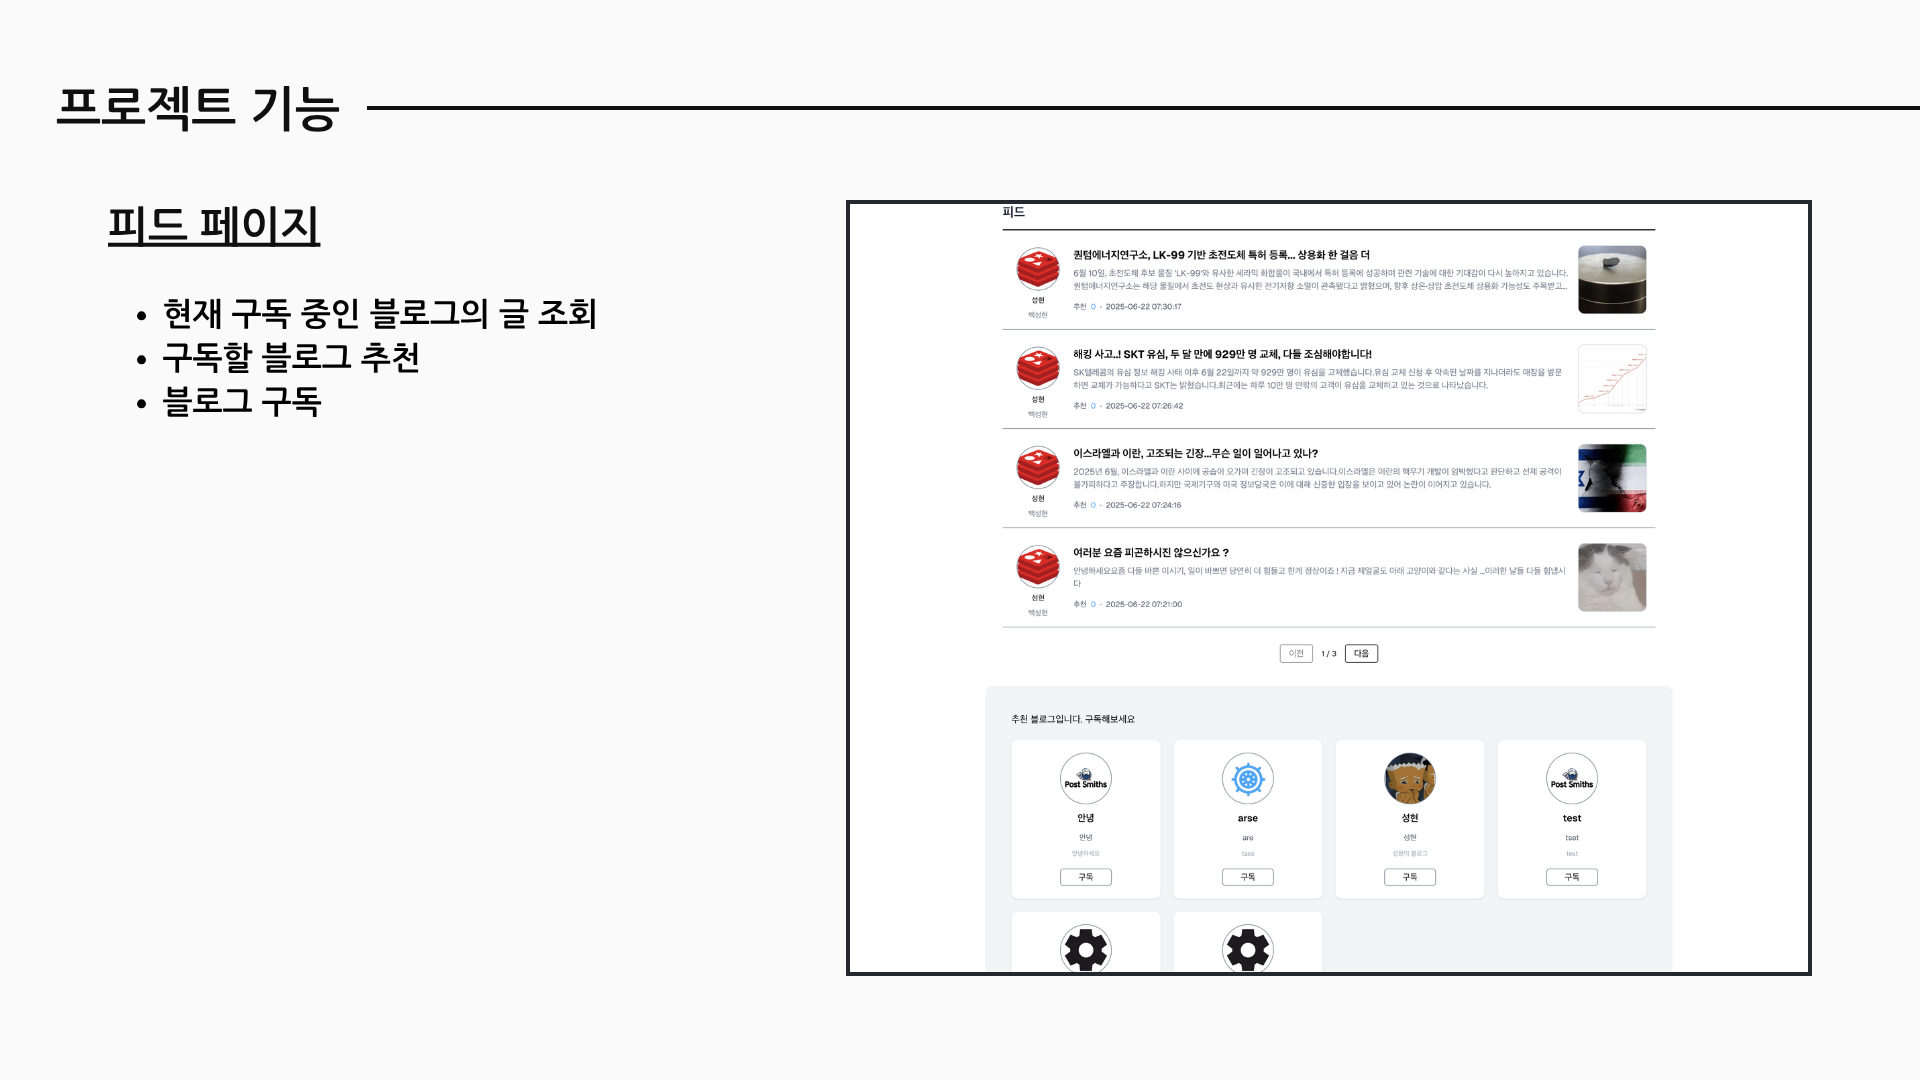 프로젝트 기능
피드 페이지
• 현재 구독 중인 블로그의 글 조회
• 구독할 블로그 추천
• 블로그 구독
피드
퀀텀에너지연구소, LK-99 기반 초전도체 특허 등록... 상용화 한 걸음 더
6월 10일, 초전도체 후보 물질 'LK-99'와 유사한 세라믹 화합물이 국내에서 특허 등록에 성공하며 관련 기술에 대한 기대감이 다시 높아지고 있습니다.
퀀텀에너지연구소는 해당 물질에서 초전도 현상과 유사한 전기저항 소멸이 관측됐다고 밝혔으며, 향후 상온·상압 초전도체 상용화 가능성도 주목받고...
성현
백성현
추천 0 · 2025-06-22 07:30:17
해킹 사고..! SKT 유심, 두 달 만에 929만 명 교체, 다들 조심해야합니다!
SK텔레콤의 유심 정보 해킹 사태 이후 6월 22일까지 약 929만 명이 유심을 교체했습니다.유심 교체 신청 후 약속된 날짜를 지나더라도 매장을 방문
하면 교체가 가능하다고 SKT는 밝혔습니다.최근에는 하루 10만 명 안팎의 고객이 유심을 교체하고 있는 것으로 나타났습니다.
성현
백성현
추천 0 · 2025-06-22 07:26:42
이스라엘과 이란, 고조되는 긴장...무슨 일이 일어나고 있나?
2025년 6월, 이스라엘과 이란 사이에 공습이 오가며 긴장이 고조되고 있습니다.이스라엘은 이란의 핵무기 개발이 임박했다고 판단하고 선제 공격이
불가피하다고 주장합니다.하지만 국제기구와 미국 정보당국은 이에 대해 신중한 입장을 보이고 있어 논란이 이어지고 있습니다.
성현
백성현
추천 0 · 2025-06-22 07:24:16
여러분 요즘 피곤하시진 않으신가요 ?
안녕하세요요즘 다들 바쁜 이시기, 일이 바쁘면 당연히 더 힘들고 한게 정상이죠 ! 지금 제얼굴도 아래 고양이와 같다는 사실 ...이러한 날들 다들 힘냅시
다
성현
백성현
추천 0 · 2025-06-22 07:21:00
이전 1 / 3 다음
추천 블로그입니다. 구독해보세요
Post Smiths
안녕
안녕
안녕하세요
구독
arse
are
taes
구독
성현
성현
성현의 블로그
구독
Post Smiths
test
tset
test
구독